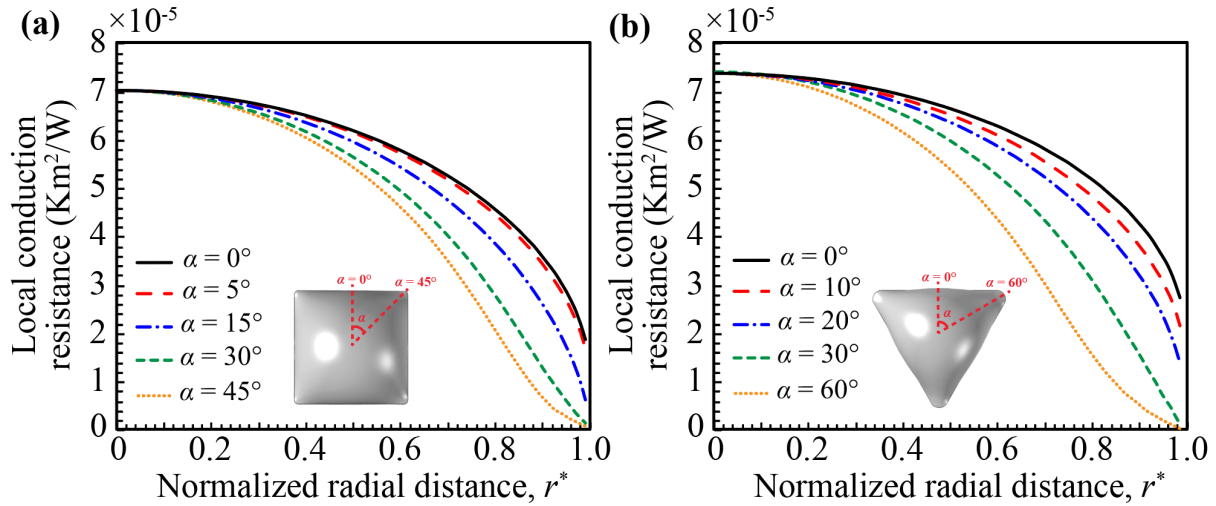 (a)
×10⁻⁵
8
7
6
5
4
3
2
1
0
Local conduction
resistance (Km²/W)
α = 0°
α = 5°
α = 15°
α = 30°
α = 45°
α = 0°
α = 45°
α
0
0.2
0.4
0.6
0.8
1.0
Normalized radial distance, r*
(b)
×10⁻⁵
8
7
6
5
4
3
2
1
0
Local conduction
resistance (Km²/W)
α = 0°
α = 10°
α = 20°
α = 30°
α = 60°
α = 0°
α = 60°
α
0
0.2
0.4
0.6
0.8
1.0
Normalized radial distance, r*